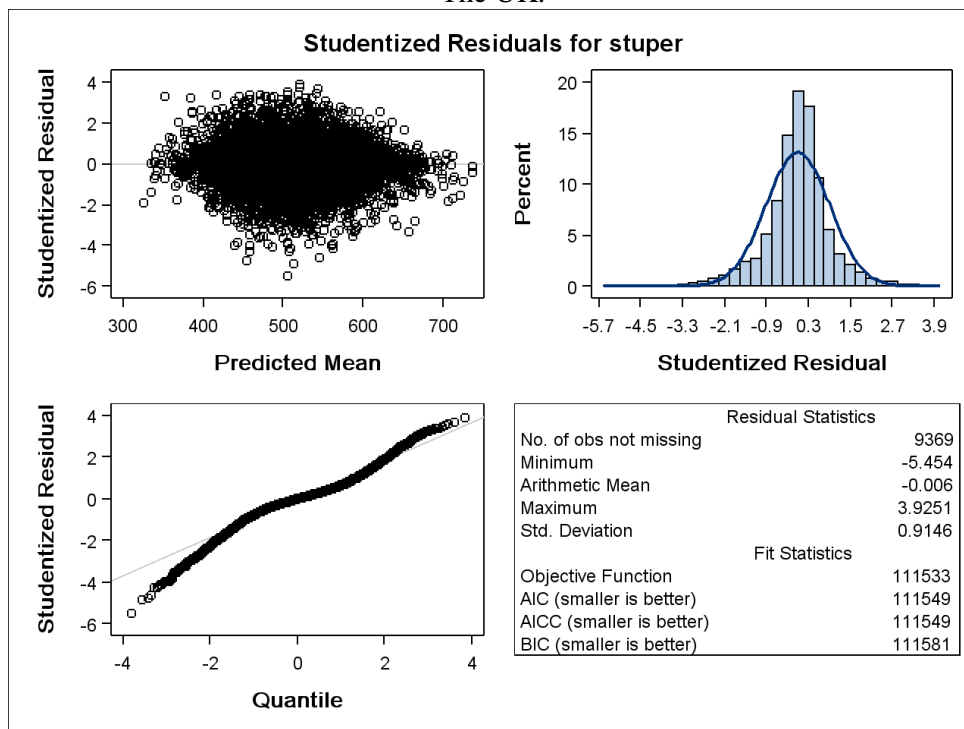 The UK.
Studentized Residuals for stuper
Studentized Residual
4
2
0
-2
-4
-6
300 400 500 600 700
Predicted Mean
Percent
20
15
10
5
0
-5.7 -4.5 -3.3 -2.1 -0.9 0.3 1.5 2.7 3.9
Studentized Residual
Studentized Residual
4
2
0
-2
-4
-6
-4 -2 0 2 4
Quantile
Residual Statistics
No. of obs not missing 9369
Minimum -5.454
Arithmetic Mean -0.006
Maximum 3.9251
Std. Deviation 0.9146
Fit Statistics
Objective Function 111533
AIC (smaller is better) 111549
AICC (smaller is better) 111549
BIC (smaller is better) 111581